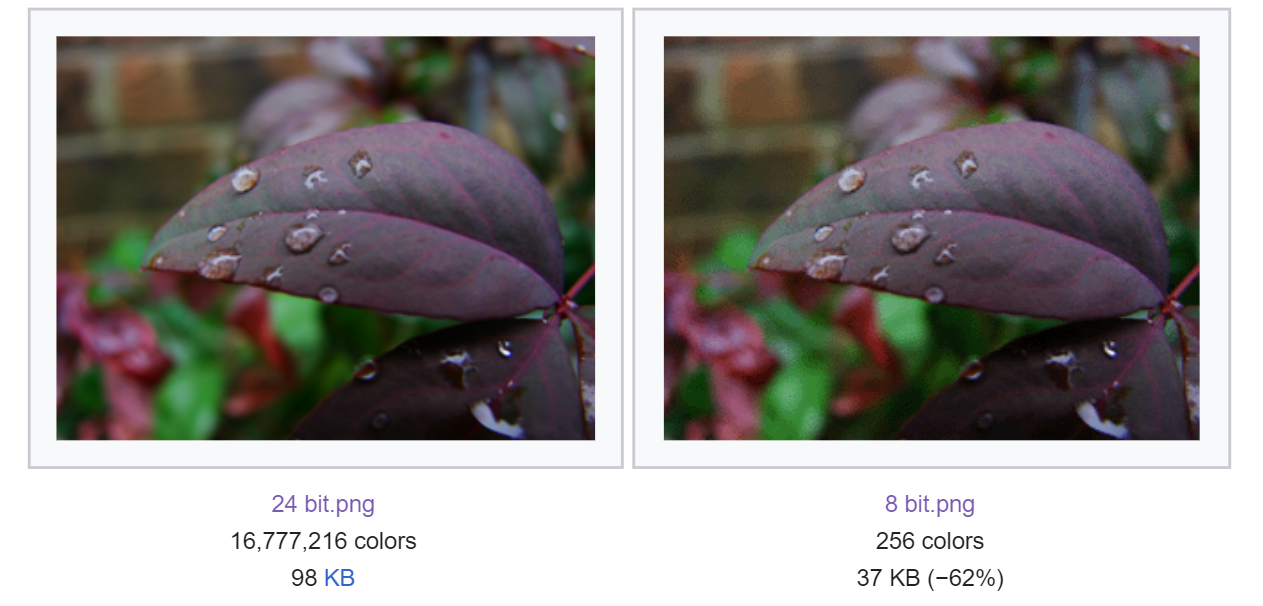 24 bit.png
16,777,216 colors
98 KB
8 bit.png
256 colors
37 KB (−62%)